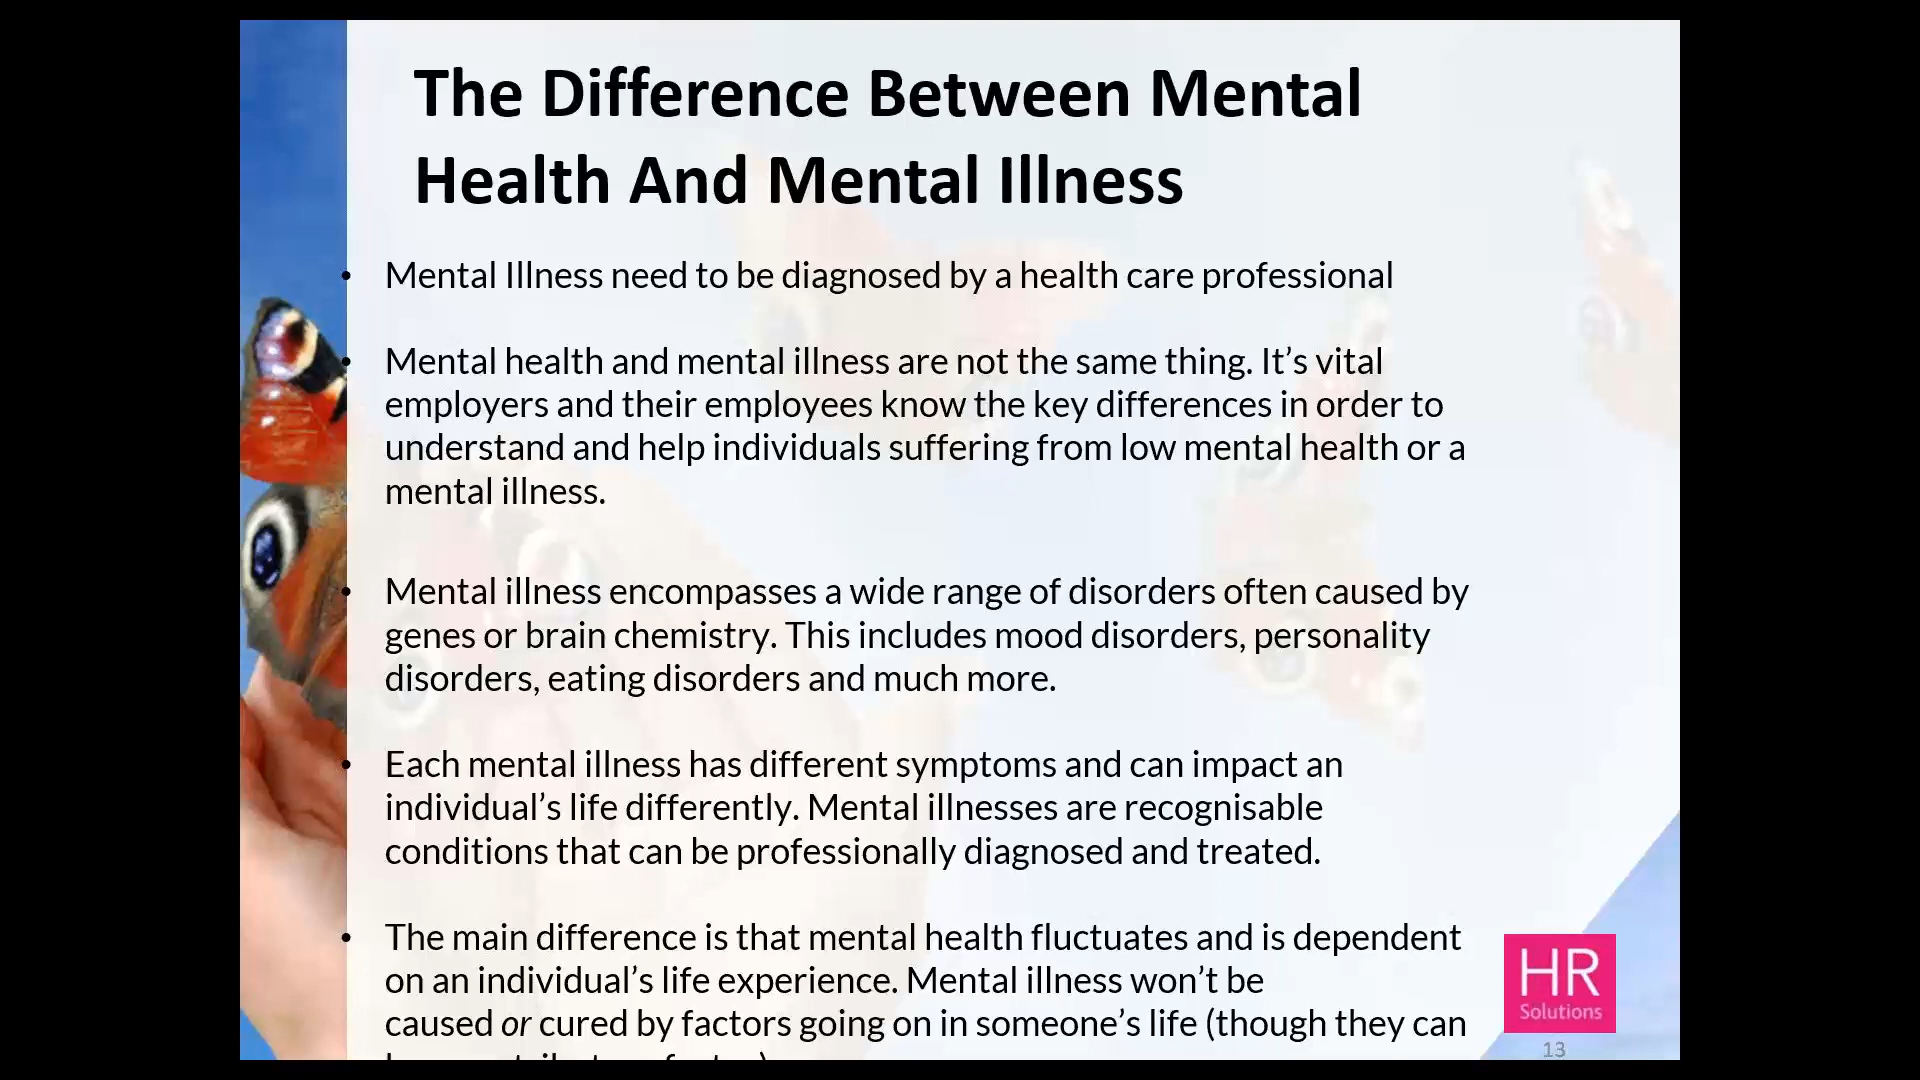 The Difference Between Mental
Health And Mental Illness
• Mental Illness need to be diagnosed by a health care professional
• Mental health and mental illness are not the same thing. It’s vital
employers and their employees know the key differences in order to
understand and help individuals suffering from low mental health or a
mental illness.
• Mental illness encompasses a wide range of disorders often caused by
genes or brain chemistry. This includes mood disorders, personality
disorders, eating disorders and much more.
• Each mental illness has different symptoms and can impact an
individual’s life differently. Mental illnesses are recognisable
conditions that can be professionally diagnosed and treated.
• The main difference is that mental health fluctuates and is dependent
on an individual’s life experience. Mental illness won’t be
caused or cured by factors going on in someone’s life (though they can
HR
Solutions
13